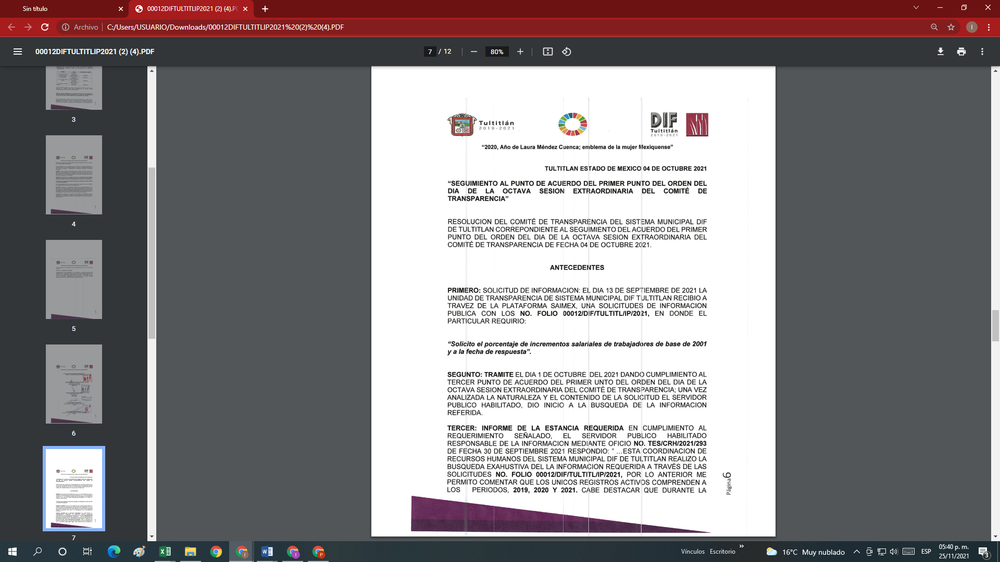 Sin título
00012DIFTULTITLIP2021 (2) (4).PD
Archivo
C:/Users/USUARIO/Downloads/00012DIFTULTITLIP2021%20(2)%20(4).PDF
I
00012DIFTULTITLIP2021 (2) (4).PDF
7 / 12
80%
3
4
5
6
7
Tultitlán
2019-2021
DIF
Tultitlán
2019-2021
“2020, Año de Laura Méndez Cuenca; emblema de la mujer Mexiquense”
TULTITLAN ESTADO DE MEXICO 04 DE OCTUBRE 2021
“SEGUIMIENTO AL PUNTO DE ACUERDO DEL PRIMER PUNTO DEL ORDEN DEL
DIA DE LA OCTAVA SESION EXTRAORDINARIA DEL COMITÉ DE
TRANSPARENCIA”
RESOLUCION DEL COMITÉ DE TRANSPARENCIA DEL SISTEMA MUNICIPAL DIF
DE TULTITLAN CORREPONDIENTE AL SEGUIMIENTO DEL ACUERDO DEL PRIMER
PUNTO DEL ORDEN DEL DIA DE LA OCTAVA SESION EXTRAORDINARIA DEL
COMITÉ DE TRANSPARENCIA DE FECHA 04 DE OCTUBRE 2021.
ANTECEDENTES
PRIMERO: SOLICITUD DE INFORMACION: EL DIA 13 DE SEPTIEMBRE DE 2021 LA
UNIDAD DE TRANSPARENCIA DE SISTEMA MUNICIPAL DIF TULTITLAN RECIBIO A
TRAVEZ DE LA PLATAFORMA SAIMEX, UNA SOLICITUDES DE INFORMACION
PUBLICA CON LOS NO. FOLIO 00012/DIF/TULTITL/IP/2021, EN DONDE EL
PARTICULAR REQUIRIO:
“Solicito el porcentaje de incrementos salariales de trabajadores de base de 2001
y a la fecha de respuesta”.
SEGUNTO: TRAMITE EL DIA 1 DE OCTUBRE DEL 2021 DANDO CUMPLIMIENTO AL
TERCER PUNTO DE ACUERDO DEL PRIMER UNTO DEL ORDEN DEL DIA DE LA
OCTAVA SESION EXTRAORDINARIA DEL COMITÉ DE TRANSPARENCIA; UNA VEZ
ANALIZADA LA NATURALEZA Y EL CONTENIDO DE LA SOLICITUD EL SERVIDOR
PUBLICO HABILITADO, DIO INICIO A LA BUSQUEDA DE LA INFORMACION
REFERIDA.
TERCER: INFORME DE LA ESTANCIA REQUERIDA EN CUMPLIMIENTO AL
REQUERIMIENTO SEÑALADO, EL SERVIDOR PUBLICO HABILITADO
RESPONSABLE DE LA INFORMACION MEDIANTE OFICIO NO. TES/CRH/2021/293
DE FECHA 30 DE SEPTIEMBRE 2021 RESPONDIO: ” ...ESTA COORDINACION DE
RECURSOS HUMANOS DEL SISTEMA MUNICIPAL DIF DE TULTITLAN REALIZO LA
BUSQUEDA EXAHUSTIVA DEL LA INFORMACION REQUERIDA A TRAVÉS DE LAS
SOLICITUDES NO. FOLIO 00012/DIF/TULTITL/IP/2021, POR LO ANTERIOR ME
PERMITO COMENTAR QUE LOS UNICOS REGISTROS ACTIVOS COMPRENDEN A
LOS PERIODOS, 2019, 2020 Y 2021. CABE DESTACAR QUE DURANTE LA
Página6
Vínculos
Escritorio
16°C Muy nublado
ESP
05:40 p. m.
25/11/2021
3